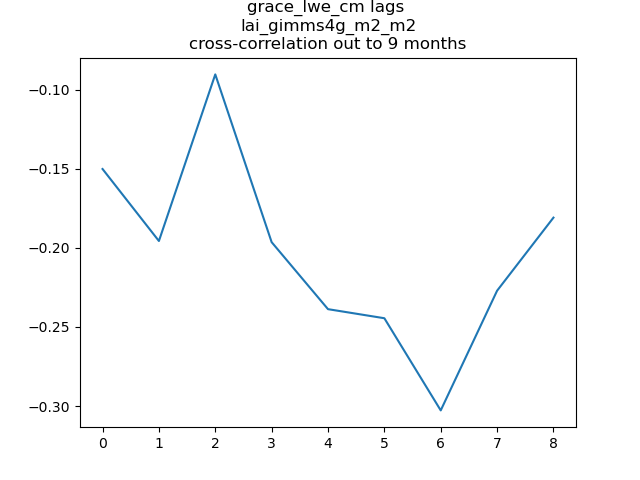 grace_lwe_cm lags
lai_gimms4g_m2_m2
cross-correlation out to 9 months
−0.10
−0.15
−0.20
−0.25
−0.30
0 1 2 3 4 5 6 7 8